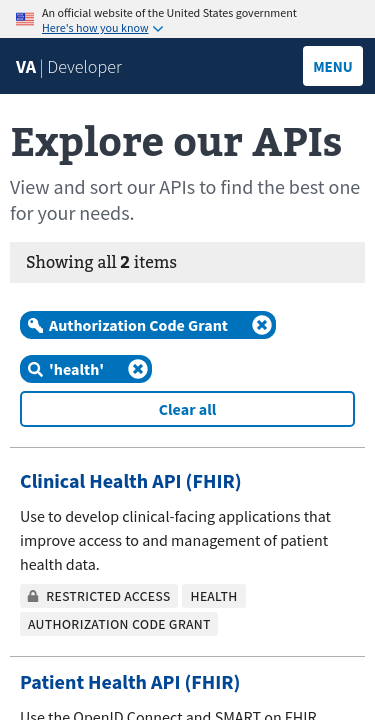 An official website of the United States government
Here's how you know
VA | Developer
MENU
Explore our APIs
View and sort our APIs to find the best one
for your needs.
Showing all 2 items
Authorization Code Grant
'health'
Clear all
Clinical Health API (FHIR)
Use to develop clinical-facing applications that
improve access to and management of patient
health data.
RESTRICTED ACCESS
HEALTH
AUTHORIZATION CODE GRANT
Patient Health API (FHIR)
Use the OpenID Connect and SMART on FHIR